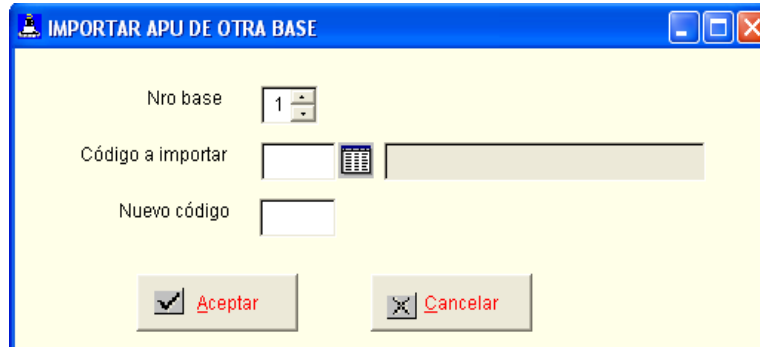 IMPORTAR APU DE OTRA BASE
Nro base 1
Código a importar
Nuevo código
Aceptar Cancelar